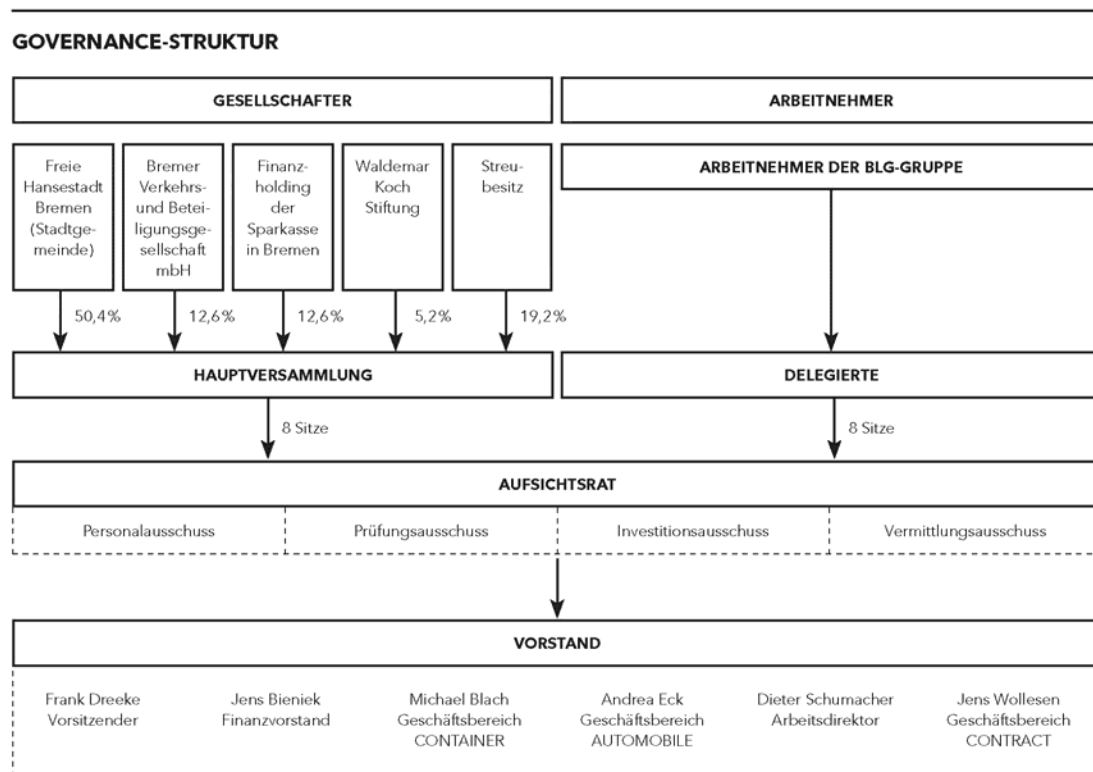 GOVERNANCE-STRUKTUR
GESELLSCHAFTER
ARBEITNEHMER
Freie
Hansestadt
Bremen
(Stadtge-
meinde)
Bremer
Verkehrs-
und Betei-
ligungsge-
sellschaft
mbH
Finanz-
holding
der
Sparkasse
in Bremen
Waldemar
Koch
Stiftung
Streu-
besitz
ARBEITNEHMER DER BLG-GRUPPE
50,4%
12,6%
12,6%
5,2%
19,2%
HAUPTVERSAMMLUNG
DELEGIERTE
8 Sitze
8 Sitze
AUFSICHTSRAT
Personalausschuss
Prüfungsausschuss
Investitionsausschuss
Vermittlungsausschuss
VORSTAND
Frank Dreeke
Vorsitzender
Jens Bieniek
Finanzvorstand
Michael Blach
Geschäftsbereich
CONTAINER
Andrea Eck
Geschäftsbereich
AUTOMOBILE
Dieter Schumacher
Arbeitsdirektor
Jens Wollesen
Geschäftsbereich
CONTRACT